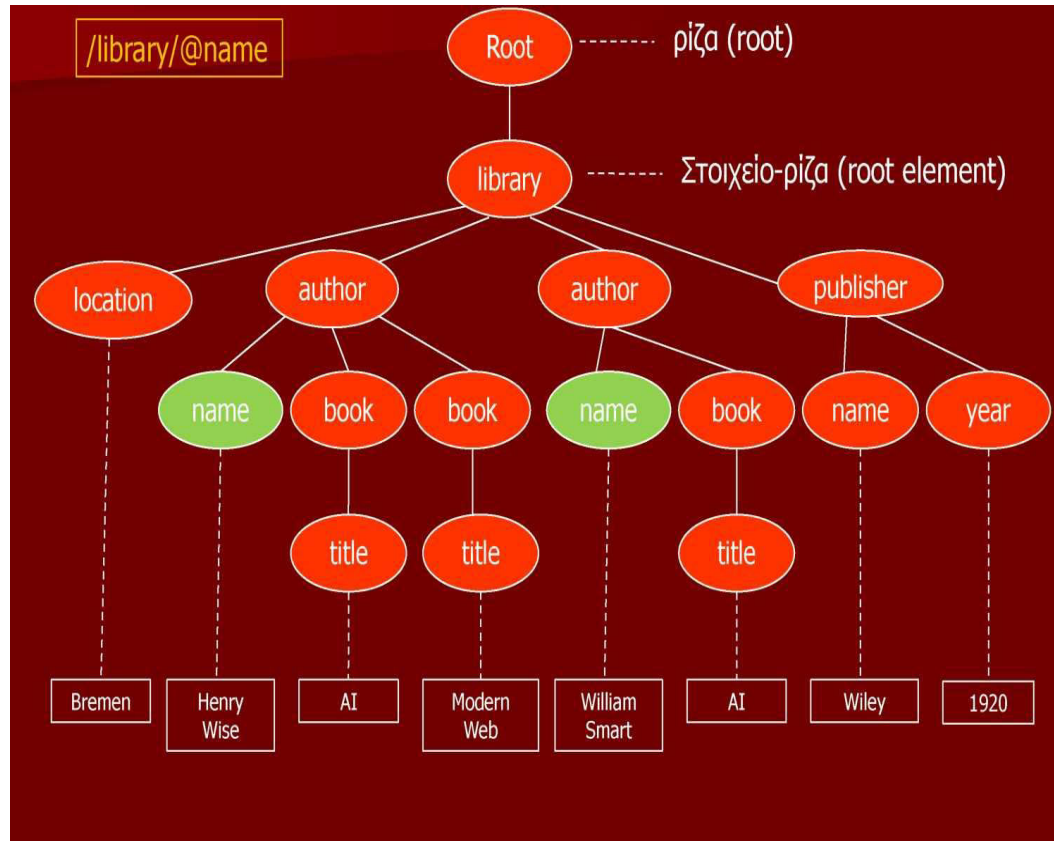 /library/@name
Root
ρίζα (root)
library
Στοιχείο-ρίζα (root element)
location
author
author
publisher
name
book
book
name
book
name
year
title
title
title
Bremen
Henry
Wise
AI
Modern
Web
William
Smart
AI
Wiley
1920